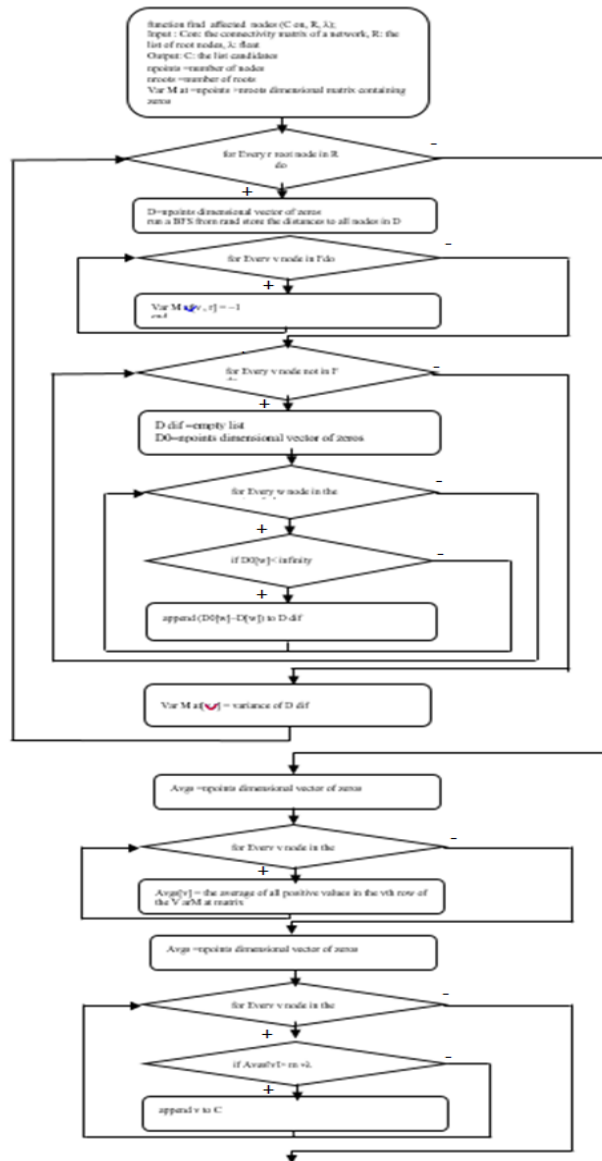 function find affected nodes (C on, R, λ);
Input : Con: the connectivity matrix of a network, R: the
list of root nodes, λ: float
Output: C: the list candidates
npoints =number of nodes
nroots =number of roots
Var M at =npoints ×nroots dimensional matrix containing
zeros
-
for Every r root node in R
do
+
D=npoints dimensional vector of zeros
run a BFS from r and store the distances to all nodes in D
-
for Every v node in do
+
Var M , r] = −1
end
-
for Every v node not in
+
D dif =empty list
D0=npoints dimensional vector of zeros
-
for Every w node in the
+
if D0[w]< infinity
-
+
append (D0[w]−D[w]) to D dif
Var M at[ ] = variance of D dif
Avgs =npoints dimensional vector of zeros
-
for Every v node in the
+
Avgs[v] = the average of all positive values in the vth row of
the V arM at matrix
Avgs =npoints dimensional vector of zeros
-
for Every v node in the
+
if Avgs[v]> m +λ
-
+
append v to C